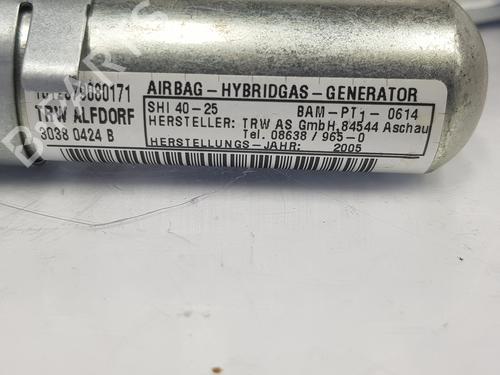 TRW ALFDORF
3038 0424 B
AIRBAG-HYBRIDGAS-GENERATOR
SHI 40-25 BAM-PT1-0614
HERSTELLER: TRW AS GmbH, 84544 Aschau
Tel. 08638/965-0
HERSTELLUNGS-JAHR: 2005